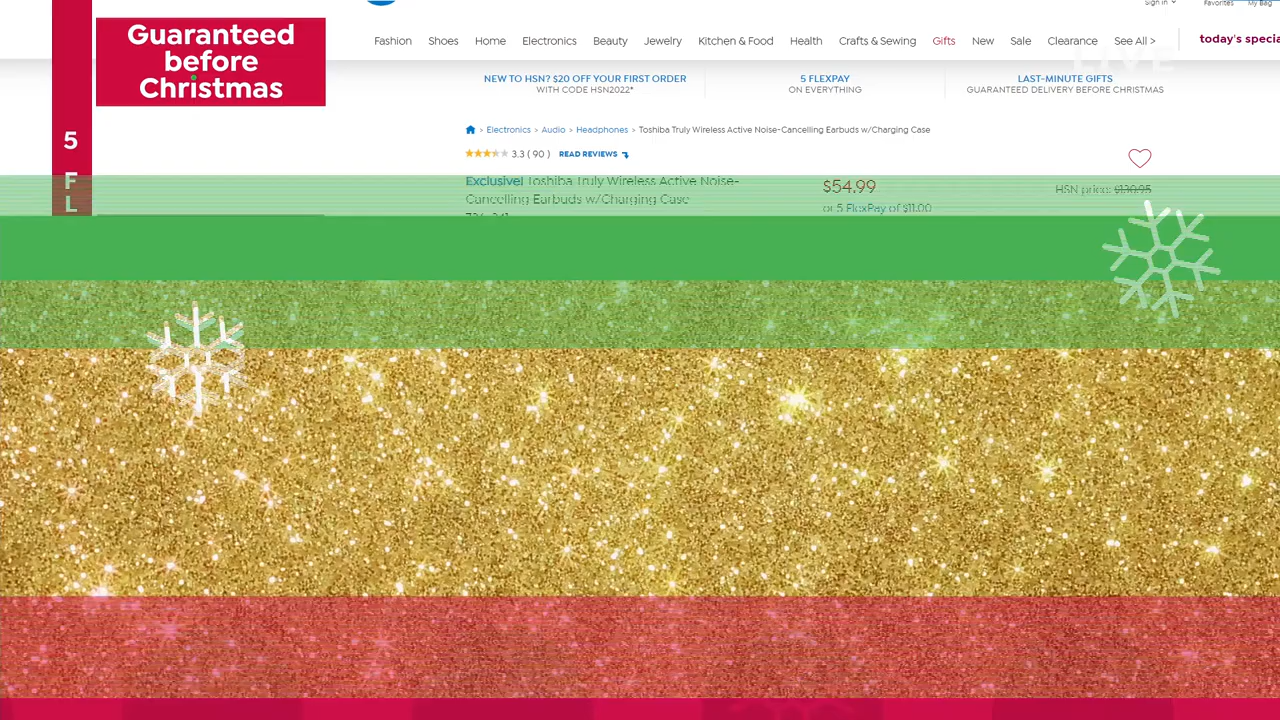 Sign in
Favorites
My Bag
Guaranteed
before
Christmas
Fashion
Shoes
Home
Electronics
Beauty
Jewelry
Kitchen & Food
Health
Crafts & Sewing
Gifts
New
Sale
Clearance
See All >
today's specia
LIVE
NEW TO HSN? $20 OFF YOUR FIRST ORDER
WITH CODE HSN2022*
5 FLEXPAY
ON EVERYTHING
LAST-MINUTE GIFTS
GUARANTEED DELIVERY BEFORE CHRISTMAS
> Electronics > Audio > Headphones > Toshiba Truly Wireless Active Noise-Cancelling Earbuds w/Charging Case
3.3 ( 90 )
READ REVIEWS
5
F
L
Exclusive! Toshiba Truly Wireless Active Noise-
Cancelling Earbuds w/Charging Case
$54.99
or 5 FlexPay of $11.00
HSN price: $130.95